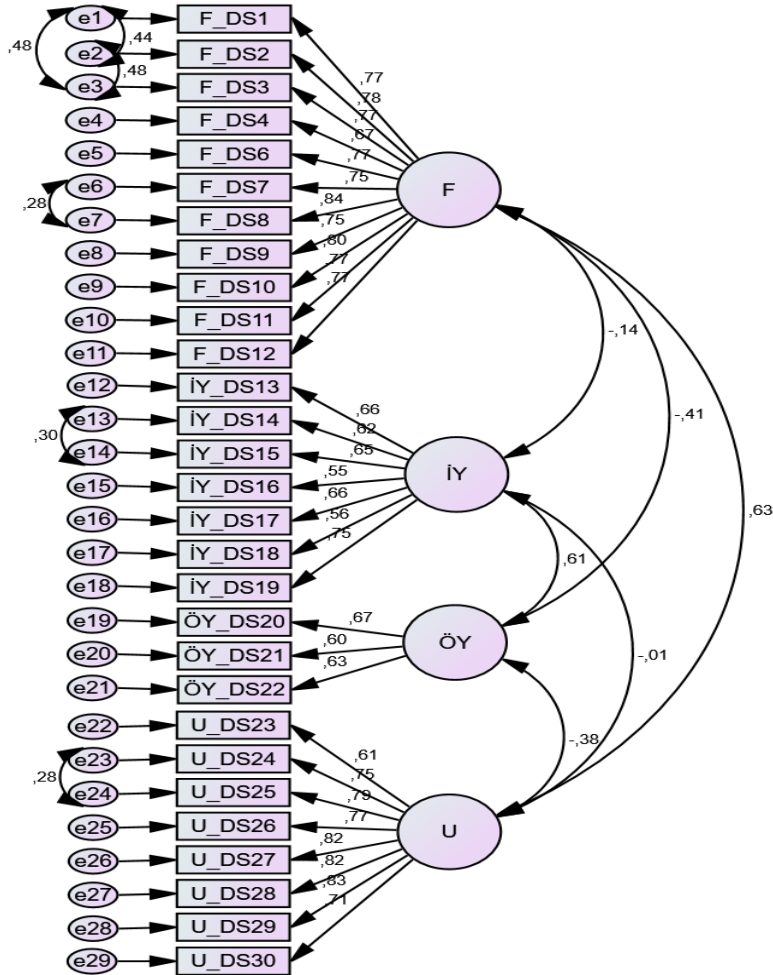 e1 F_DS1
,44
,48
e2 F_DS2
,48
e3 F_DS3
,77
,78
,77
e4 F_DS4
,67
e5 F_DS6
,77
e6 F_DS7
,75
F
,28
e7 F_DS8
,84
,75
e8 F_DS9
,80
e9 F_DS10
,77
,77
e10 F_DS11
-,14
e11 F_DS12
e12 İY_DS13
,66
-,41
e13 İY_DS14
,62
,30
e14 İY_DS15
,65
İY
e15 İY_DS16
,55
,66
,63
e16 İY_DS17
,56
,75
e17 İY_DS18
,61
e18 İY_DS19
e19 ÖY_DS20
,67
e20 ÖY_DS21
,60
ÖY
,63
-,01
e21 ÖY_DS22
e22 U_DS23
-,38
,61
e23 U_DS24
,75
,28
e24 U_DS25
,79
e25 U_DS26
,77
U
,82
e26 U_DS27
,82
e27 U_DS28
,83
,71
e28 U_DS29
e29 U_DS30